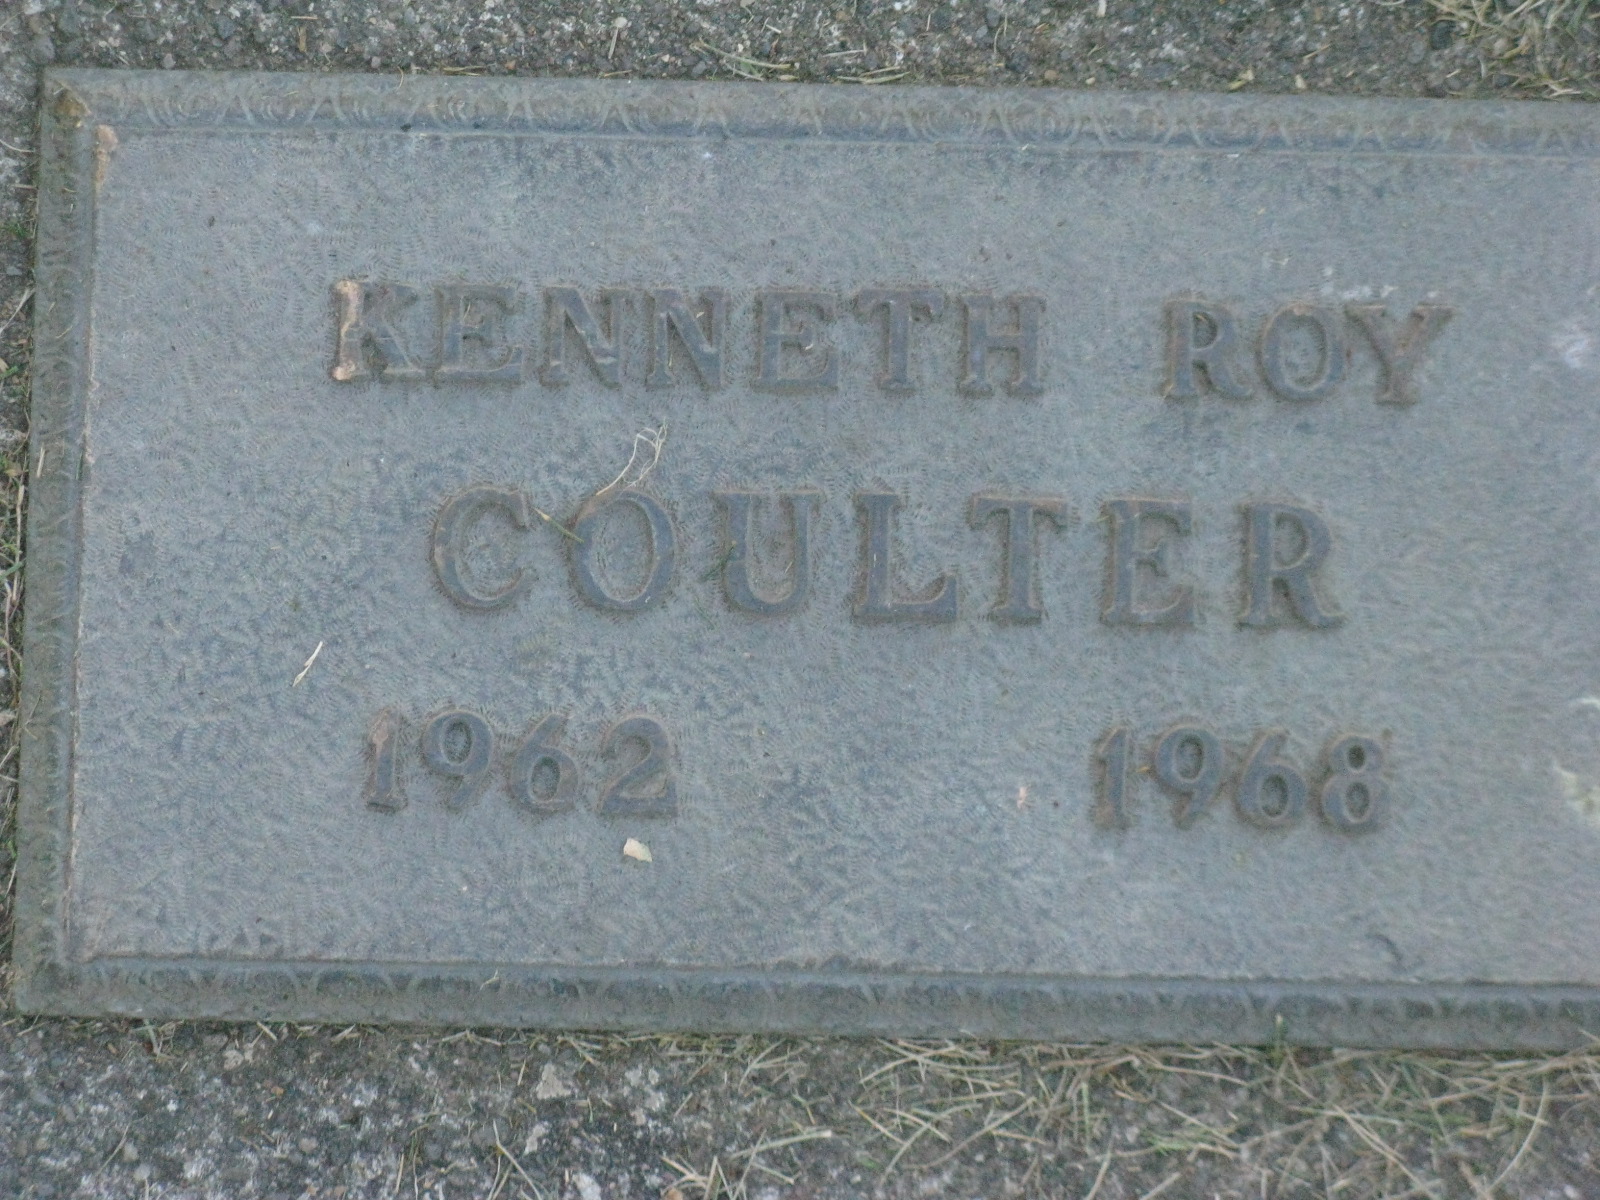 KENNETH ROY
COULTER
1962 1968